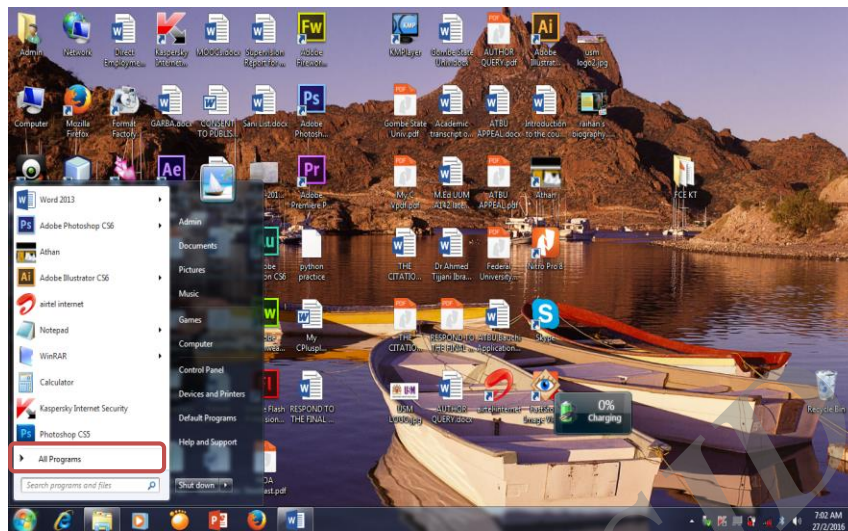 Admin
Network
Direct
Employme...
Kaspersky
Internet...
MOOCs.docx
Supervision
Report for...
Adobe
Firewor...
KMPlayer
Gombe State
Univ.docx
AUTHOR
QUERY.pdf
Adobe
Illustrat...
usm
logo2.jpg
Computer
Mozilla
Firefox
Format
Factory
GARBA.docx
CONSENT
TO PUBLIS...
Sani List.docx
Adobe
Photosh...
Gombe State
Univ.pdf
Academic
transcript o...
ATBU
APPEAL.docx
Introduction
to the cou...
raihan's
biography...
Adobe
Premiere P...
My C
M.Ed UUM
ATBU
APPEAL.pdf
Athan
FCE KT
python
practice
THE
CITATIO...
Dr Ahmed
Tijjani Ibra...
Federal
University...
Nitro Pro 8
My
CPluspl...
THE
CITATIO...
RESPOND TO
THE FINAL ...
ATBU Bauchi
Application...
Skype
RESPOND TO
THE FINAL ...
USM
LOGO.jpg
AUTHOR
QUERY.docx
airtel internet
Recycle Bin
0%
Charging
Word 2013
Adobe Photoshop CS6
Athan
Adobe Illustrator CS6
airtel internet
Notepad
WinRAR
Calculator
Kaspersky Internet Security
Photoshop CS5
All Programs
Search programs and files
Admin
Documents
Pictures
Music
Games
Computer
Control Panel
Devices and Printers
Default Programs
Help and Support
Shut down
7:02 AM
27/2/2016